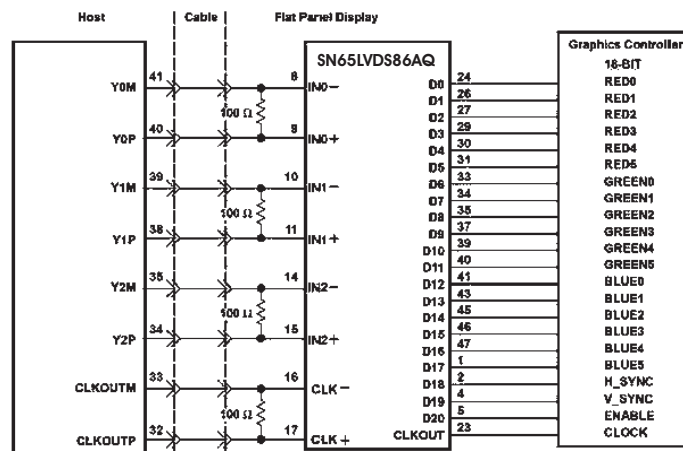 Host Cable Flat Panel Display
SN65LVDS86AQ
Graphics Controller
18-BIT
Y0M 41 8 IN0− D0 24 RED0
100 Ω D1 26 RED1
D2 27 RED2
Y0P 40 9 IN0+ D3 29 RED3
D4 30 RED4
D5 31 RED5
Y1M 39 10 IN1− D6 33 GREEN0
100 Ω D7 34 GREEN1
D8 35 GREEN2
Y1P 38 11 IN1+ D9 37 GREEN3
D10 39 GREEN4
D11 40 GREEN5
Y2M 35 14 IN2− D12 41 BLUE0
100 Ω D13 43 BLUE1
D14 45 BLUE2
Y2P 34 15 IN2+ D15 46 BLUE3
D16 47 BLUE4
D17 1 BLUE5
CLKOUTM 33 16 CLK− D18 2 H_SYNC
100 Ω D19 4 V_SYNC
D20 5 ENABLE
CLKOUTP 32 17 CLK+ CLKOUT 23 CLOCK